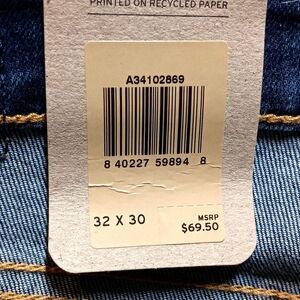 PRINTED ON RECYCLED PAPER
A34102869
8 40227 59894 8
32 X 30
MSRP
$69.50